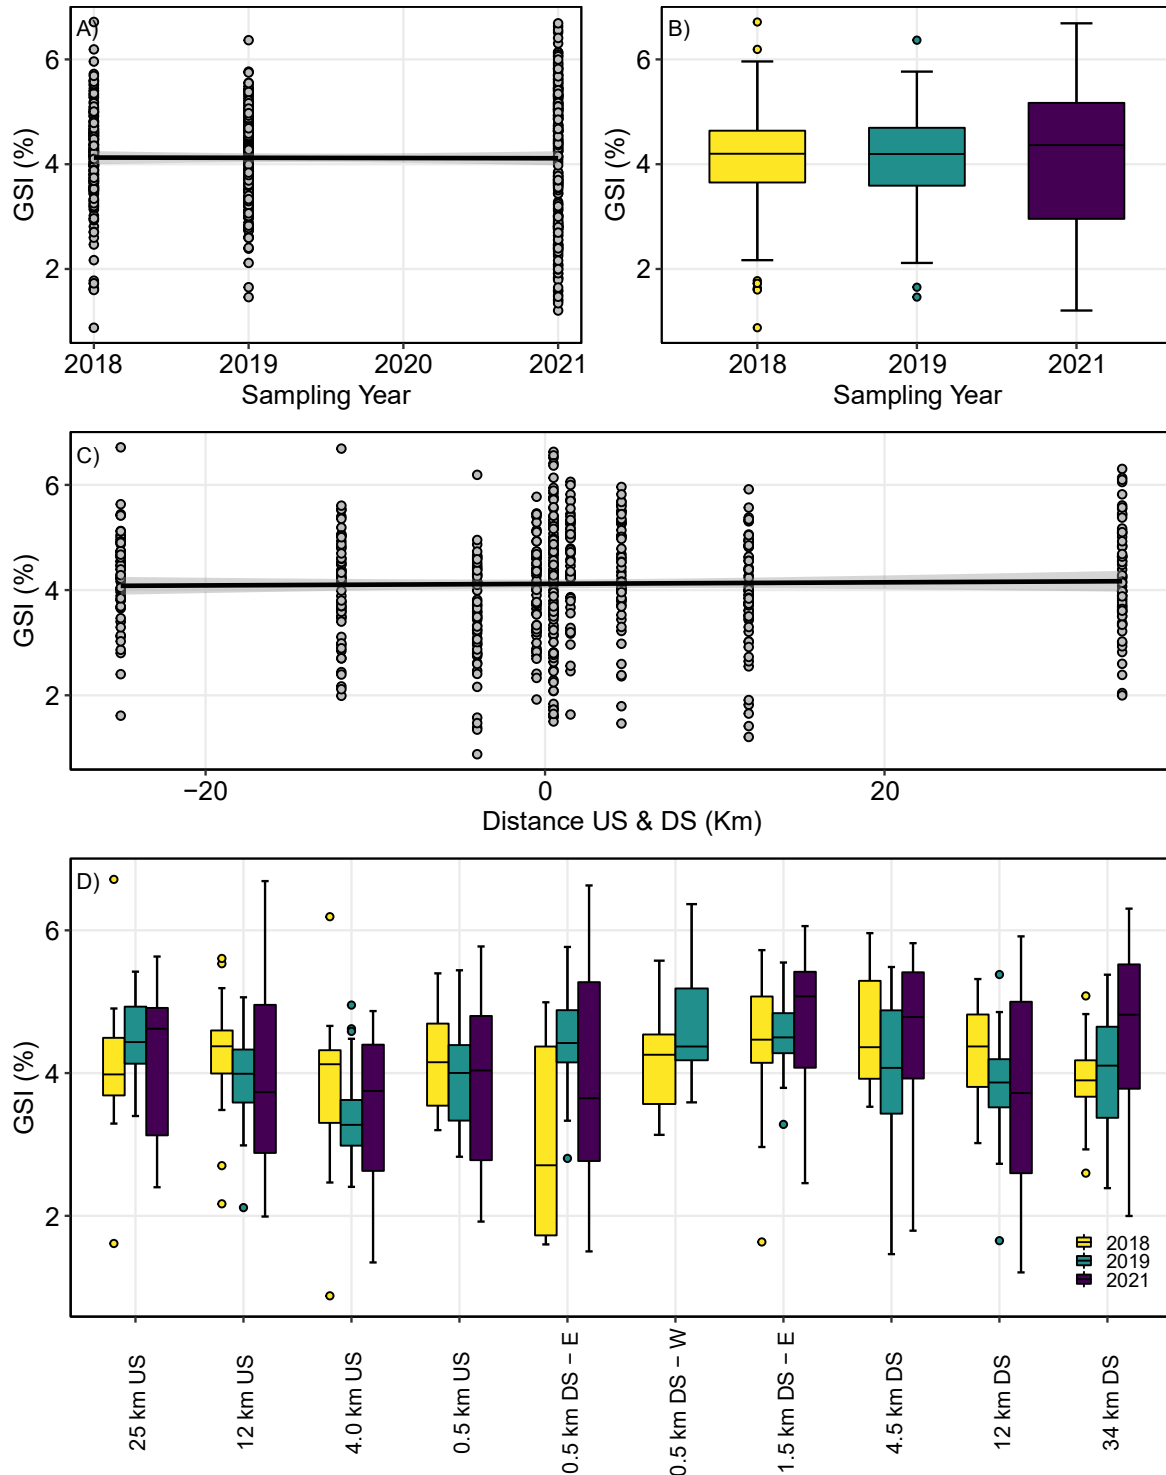 A)
GSI (%)
6
4
2
2018 2019 2020 2021
Sampling Year
B)
GSI (%)
6
4
2
2018 2019 2021
Sampling Year
C)
GSI (%)
6
4
2
−20 0 20
Distance US & DS (Km)
D)
GSI (%)
6
4
2
2018
2019
2021
25 km US
12 km US
4.0 km US
0.5 km US
0.5 km DS − E
0.5 km DS − W
1.5 km DS − E
4.5 km DS
12 km DS
34 km DS